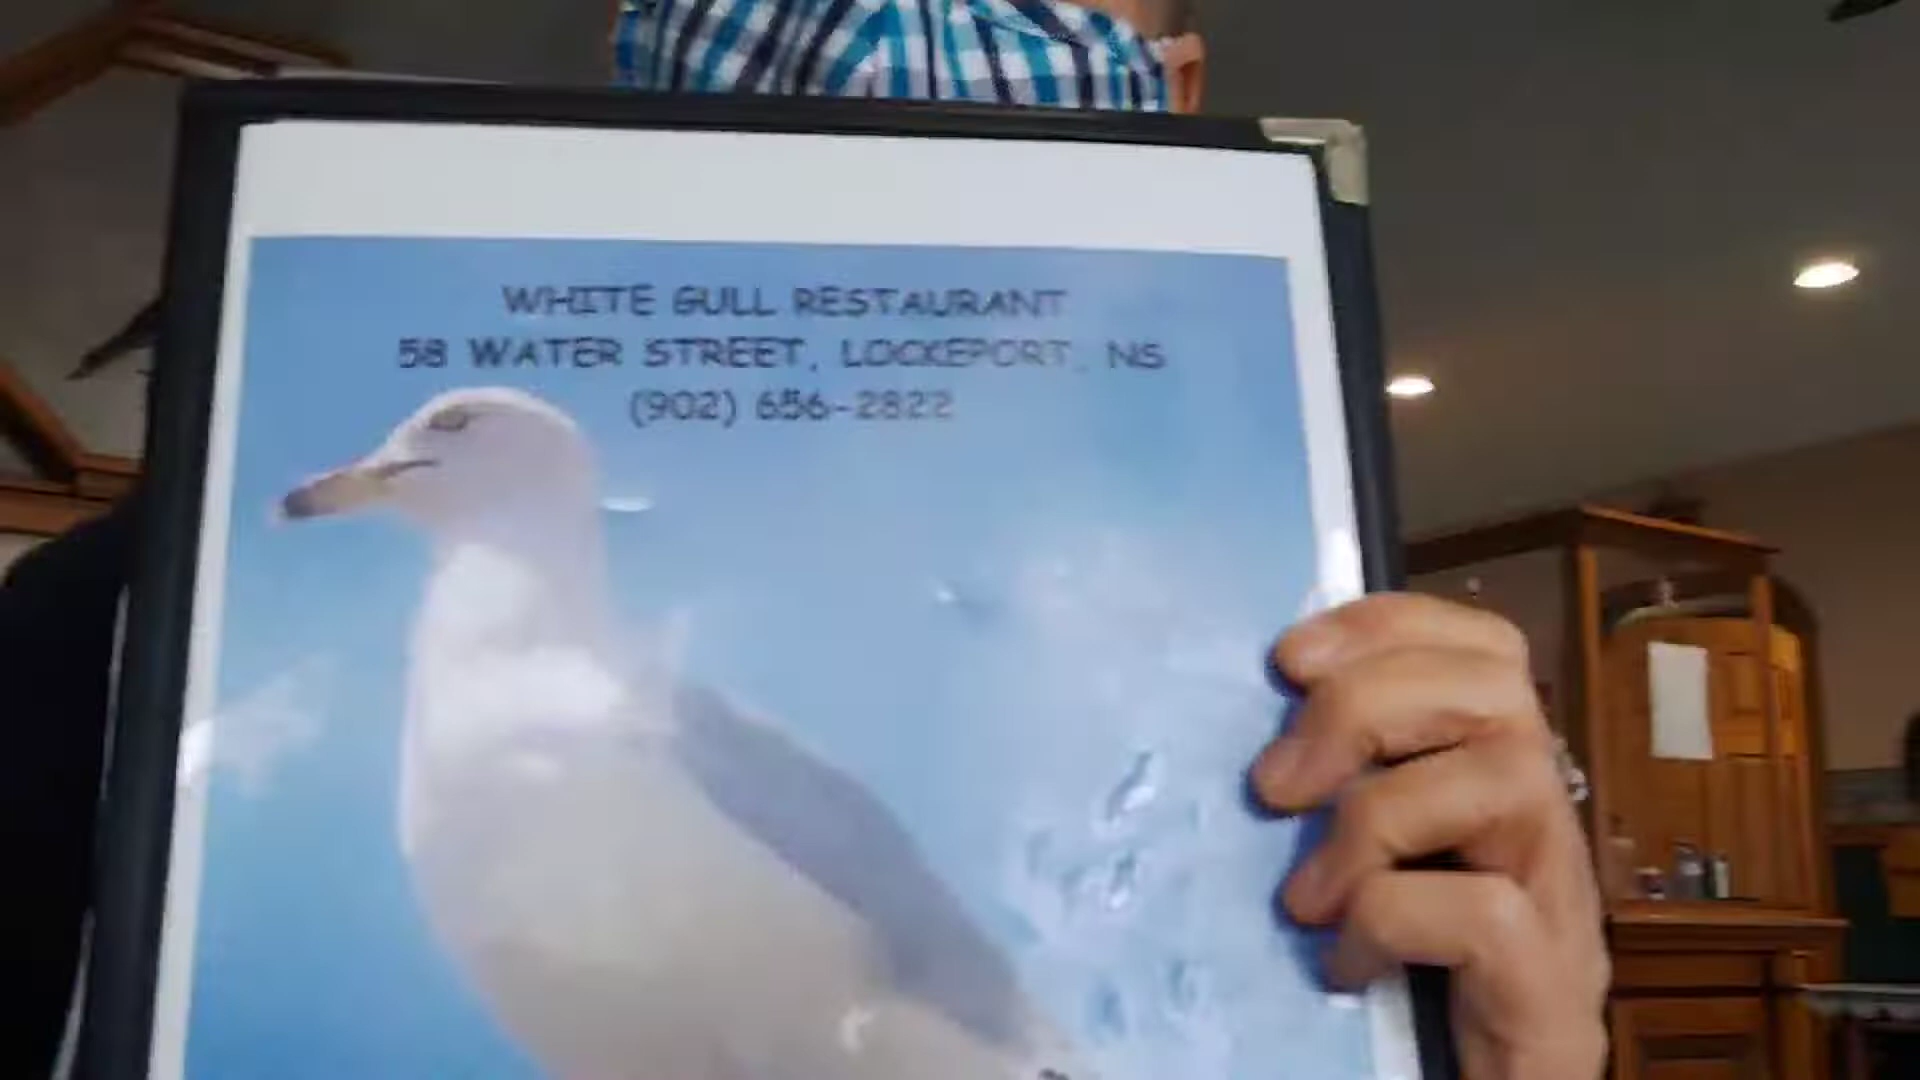 WHITE GULL RESTAURANT
58 WATER STREET, LOCKEPORT, NS
(902) 656-2822